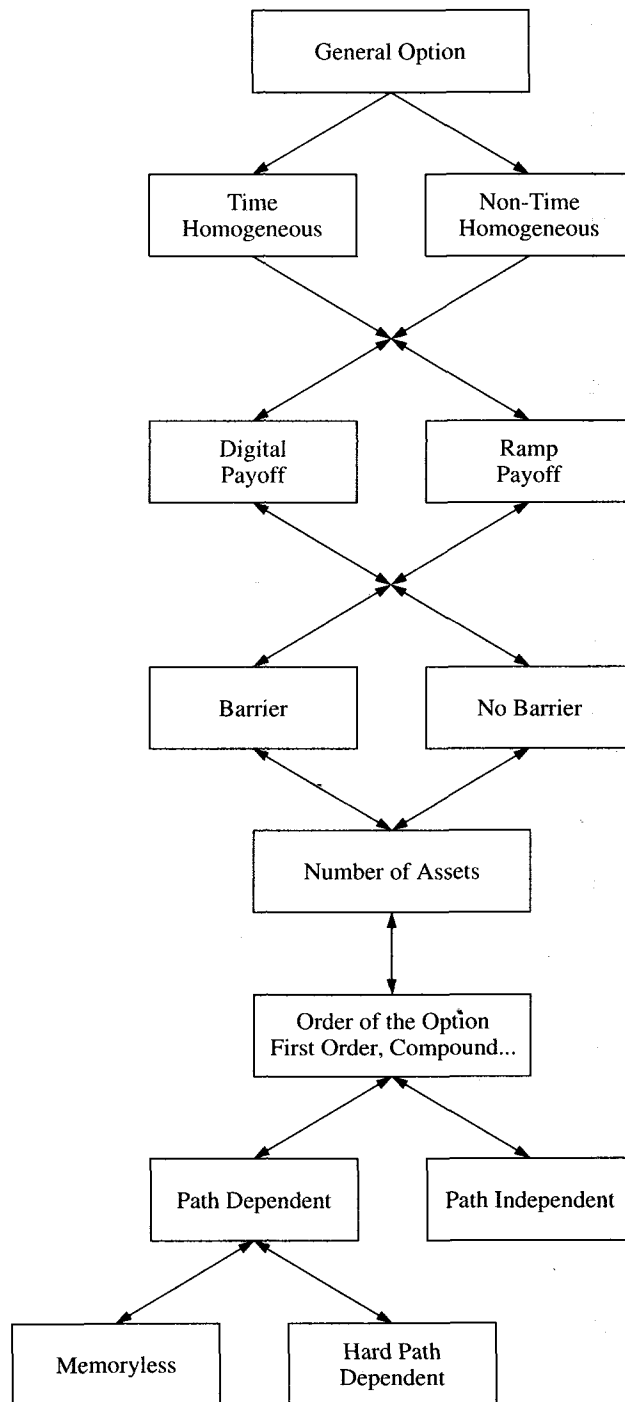 General Option
Time
Homogeneous
Non-Time
Homogeneous
Digital
Payoff
Ramp
Payoff
Barrier
No Barrier
Number of Assets
Order of the Option
First Order, Compound...
Path Dependent
Path Independent
Memoryless
Hard Path
Dependent